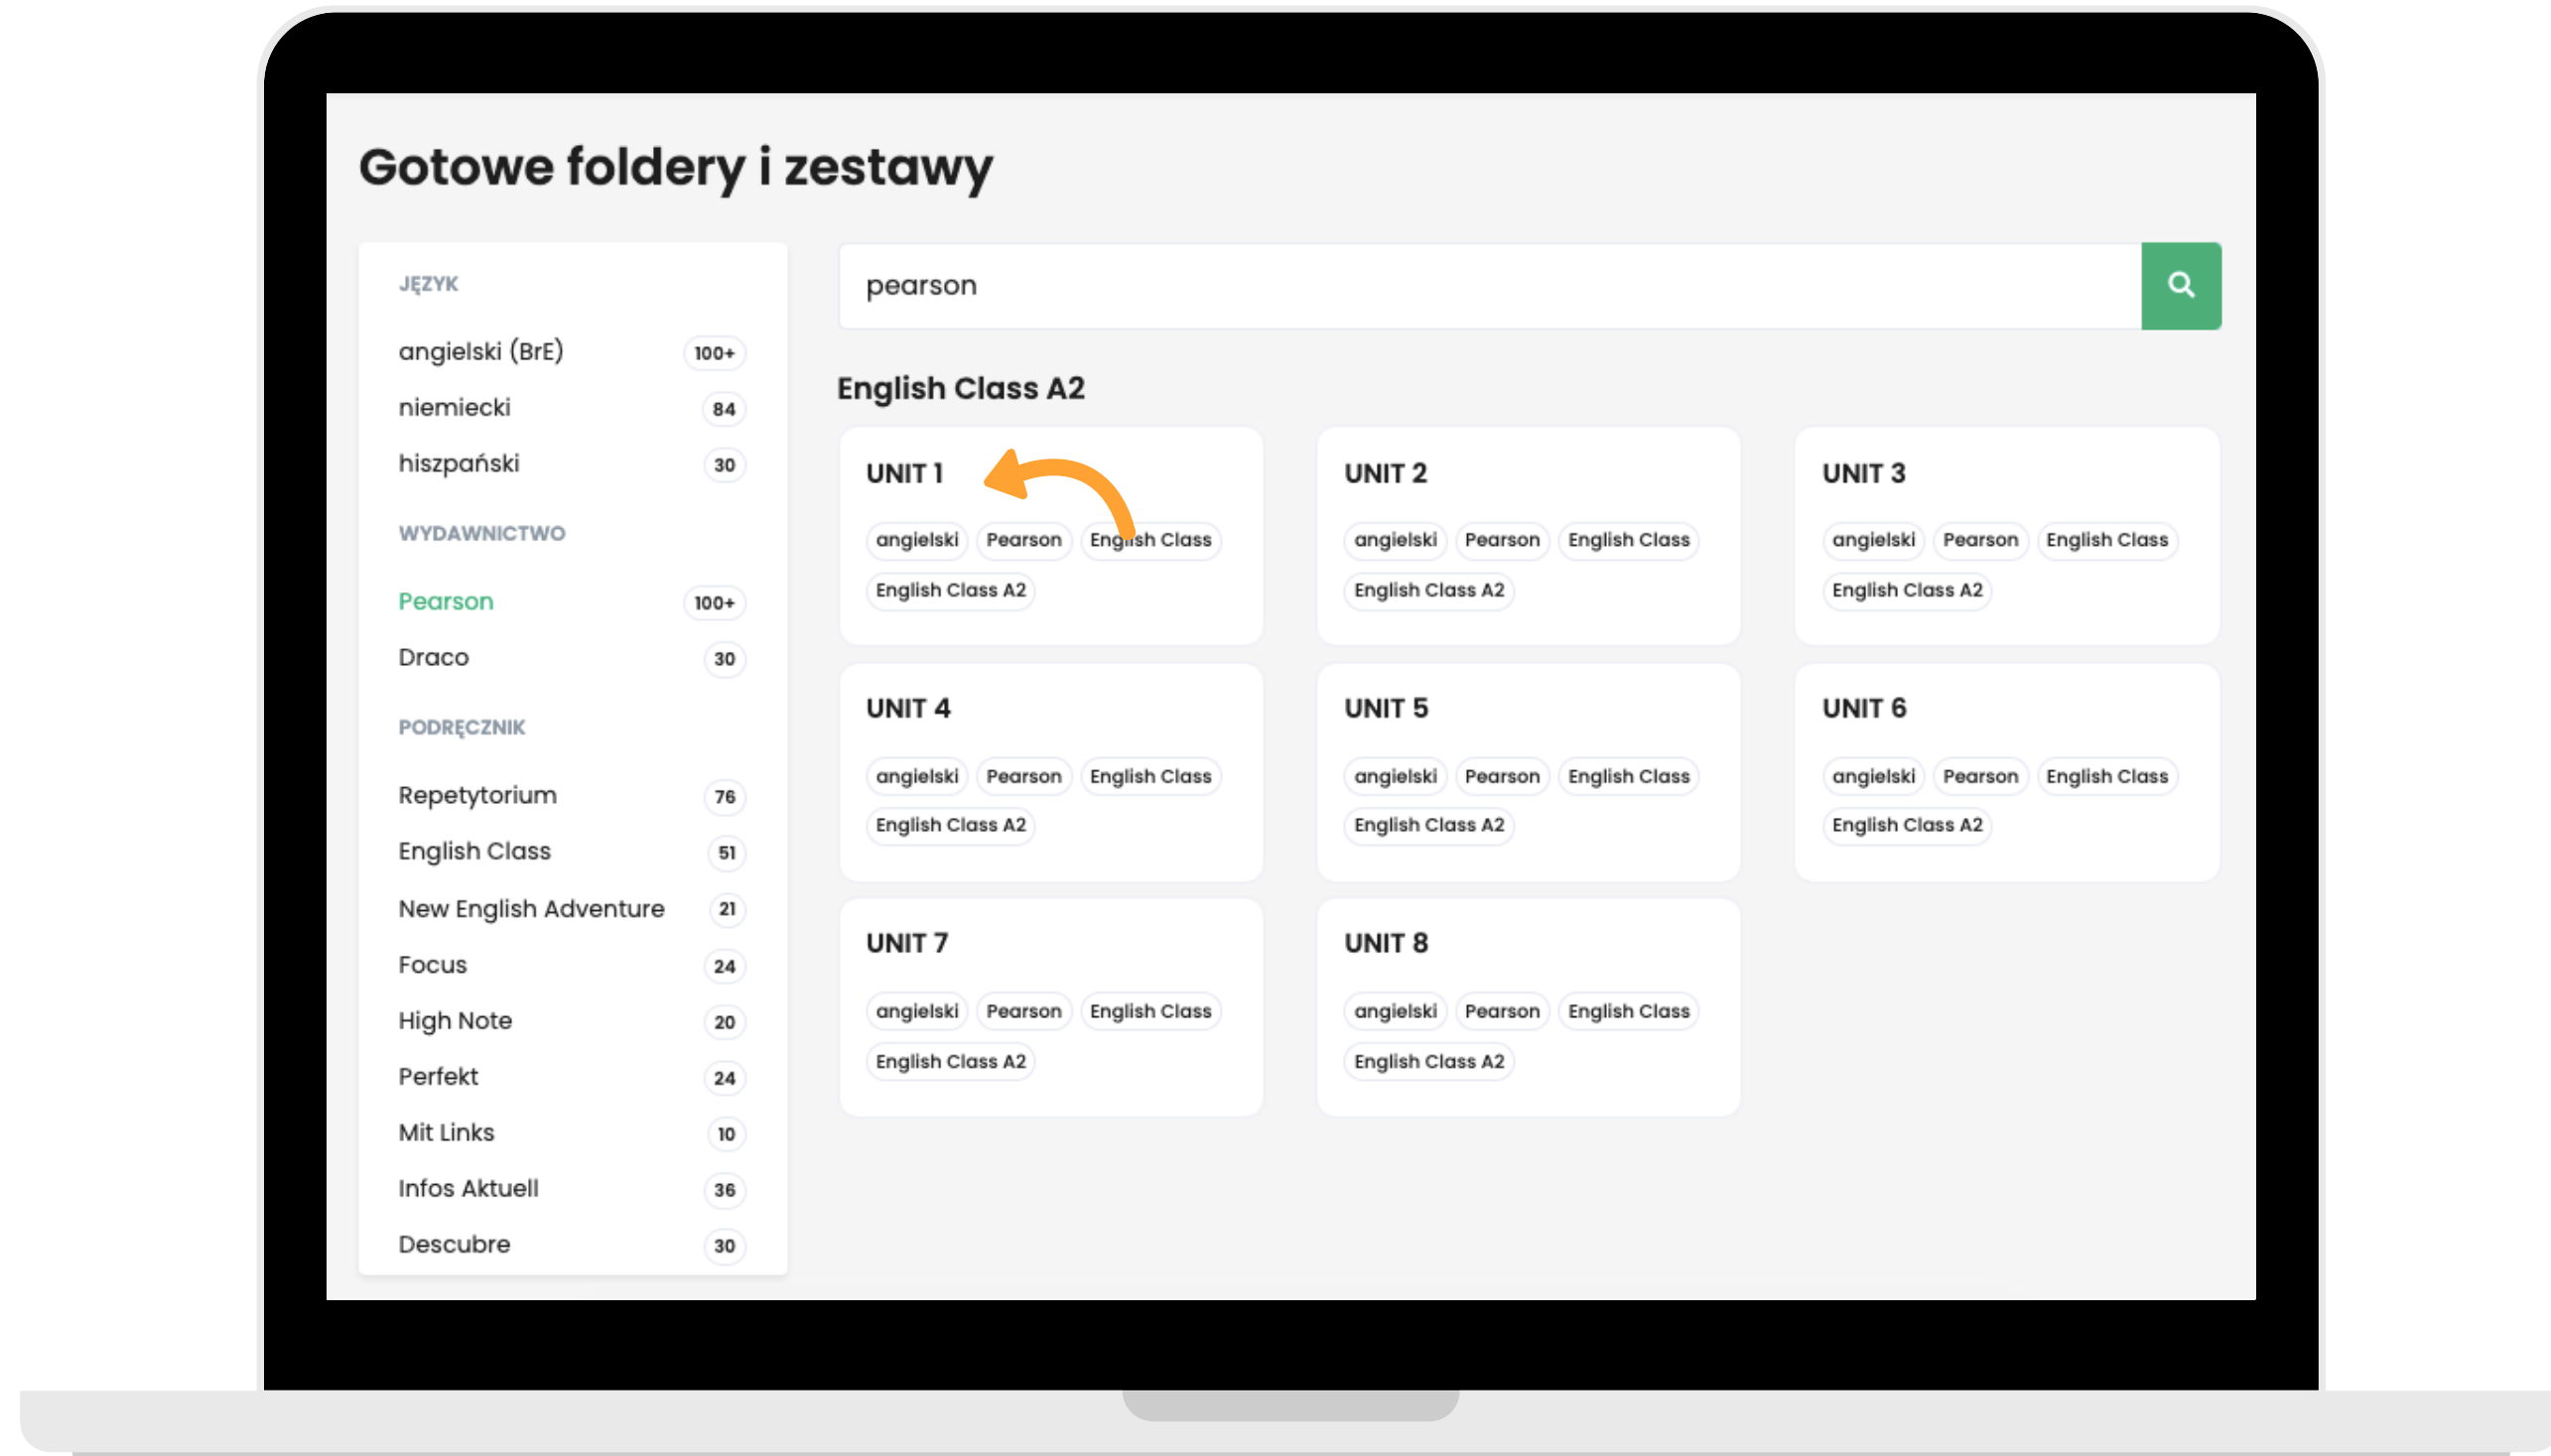 Gotowe foldery i zestawy
JĘZYK
angielski (BrE) 100+
niemiecki 84
hiszpański 30
WYDAWNICTWO
Pearson 100+
Draco 30
PODRĘCZNIK
Repetytorium 76
English Class 51
New English Adventure 21
Focus 24
High Note 20
Perfekt 24
Mit Links 10
Infos Aktuell 36
Descubre 30
pearson
English Class A2
UNIT 1
angielski Pearson English Class
English Class A2
UNIT 2
angielski Pearson English Class
English Class A2
UNIT 3
angielski Pearson English Class
English Class A2
UNIT 4
angielski Pearson English Class
English Class A2
UNIT 5
angielski Pearson English Class
English Class A2
UNIT 6
angielski Pearson English Class
English Class A2
UNIT 7
angielski Pearson English Class
English Class A2
UNIT 8
angielski Pearson English Class
English Class A2